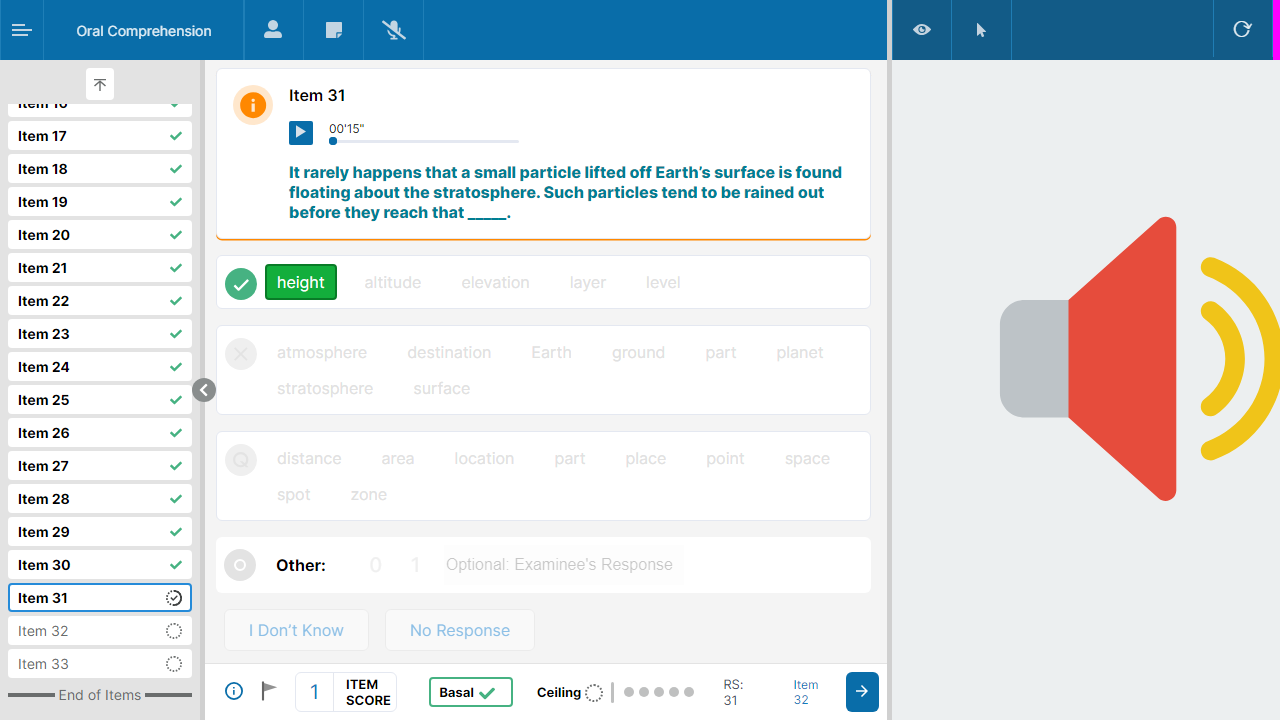 Oral Comprehension
Item 16
Item 17
Item 18
Item 19
Item 20
Item 21
Item 22
Item 23
Item 24
Item 25
Item 26
Item 27
Item 28
Item 29
Item 30
Item 31
Item 32
Item 33
End of Items
Item 31
00'15"
It rarely happens that a small particle lifted off Earth's surface is found
floating about the stratosphere. Such particles tend to be rained out
before they reach that _____.
height altitude elevation layer level
atmosphere destination Earth ground part planet
stratosphere surface
Q distance area location part place point space
spot zone
Other: 0 1 Optional: Examinee's Response
I Don't Know No Response
1 ITEM
SCORE
Basal
Ceiling
RS:
31
Item
32